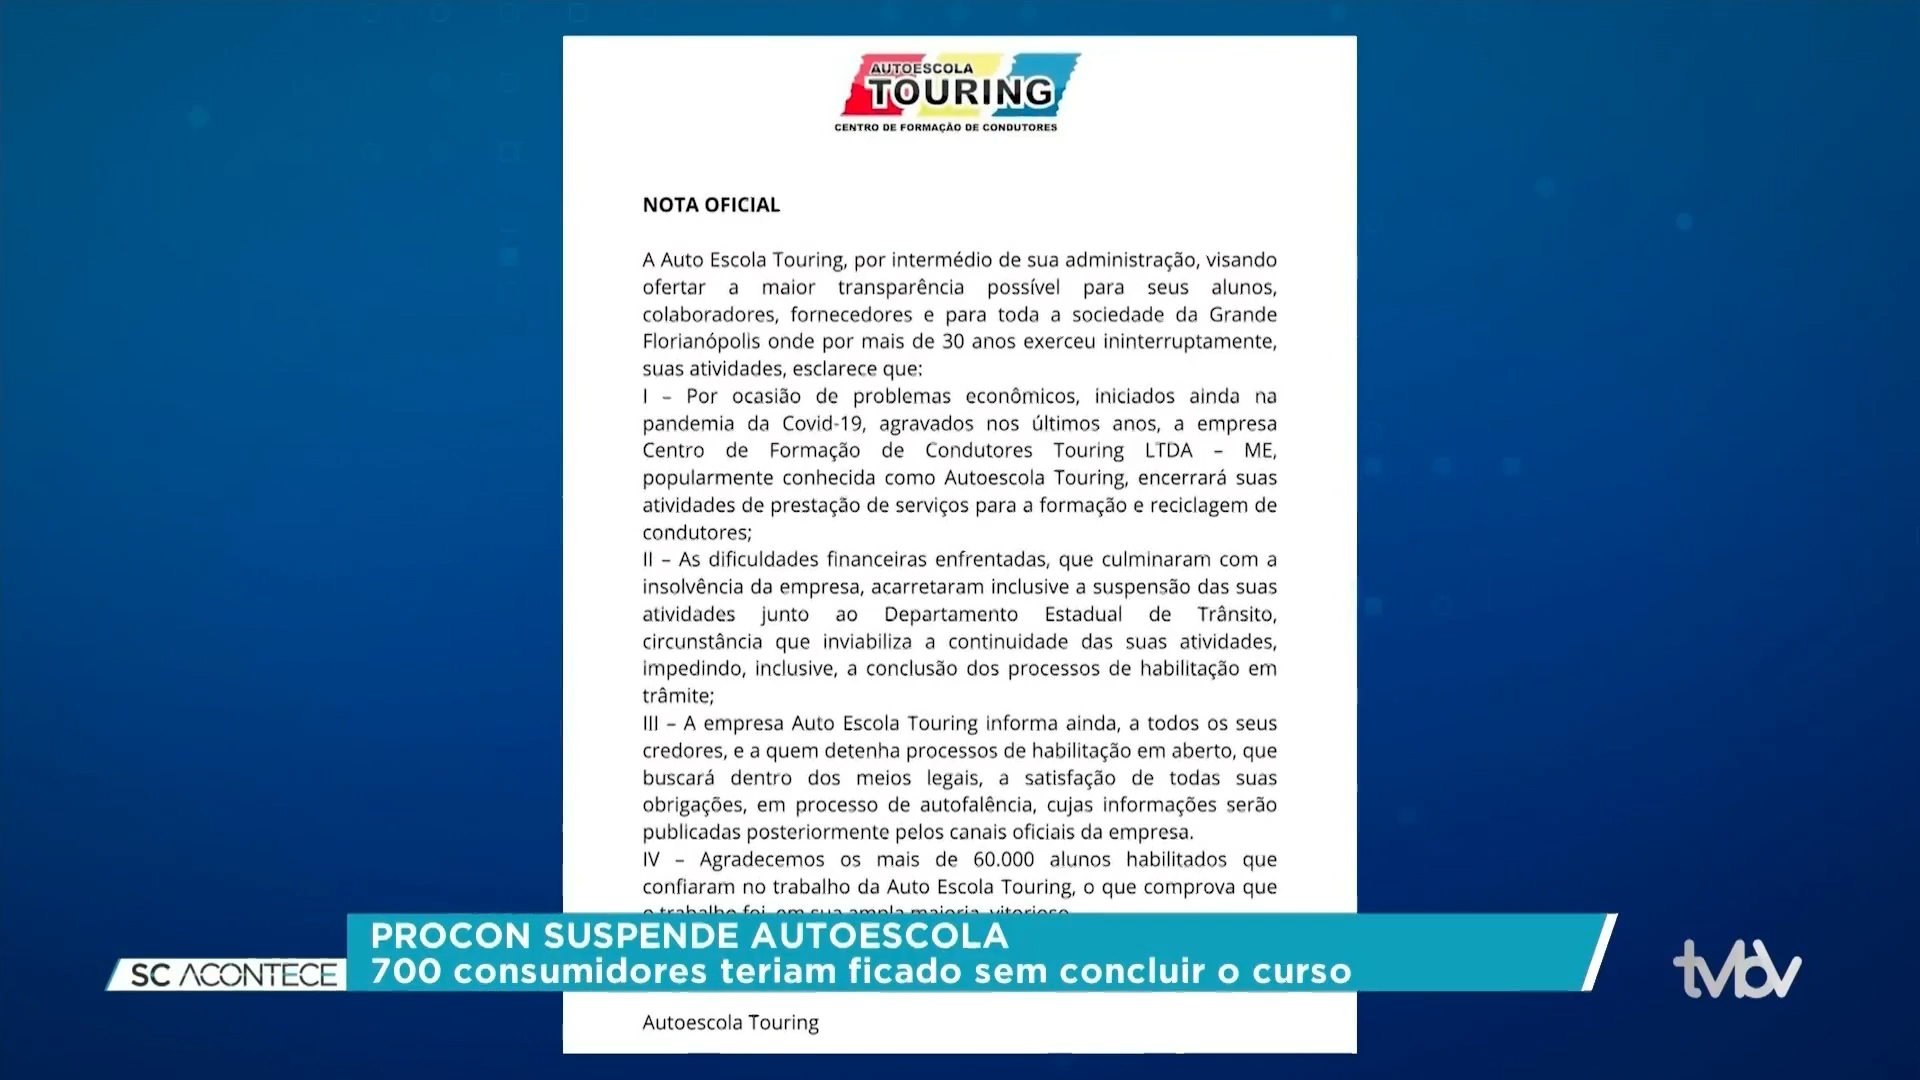 AUTOESCOLA
TOURING
CENTRO DE FORMAÇÃO DE CONDUTORES
NOTA OFICIAL
A Auto Escola Touring, por intermédio de sua administração, visando
ofertar a maior transparência possível para seus alunos,
colaboradores, fornecedores e para toda a sociedade da Grande
Florianópolis onde por mais de 30 anos exerceu ininterruptamente,
suas atividades, esclarece que:
I – Por ocasião de problemas econômicos, iniciados ainda na
pandemia da Covid-19, agravados nos últimos anos, a empresa
Centro de Formação de Condutores Touring LTDA – ME,
popularmente conhecida como Autoescola Touring, encerrará suas
atividades de prestação de serviços para a formação e reciclagem de
condutores;
II – As dificuldades financeiras enfrentadas, que culminaram com a
insolvência da empresa, acarretaram inclusive a suspensão das suas
atividades junto ao Departamento Estadual de Trânsito,
circunstância que inviabiliza a continuidade das suas atividades,
impedindo, inclusive, a conclusão dos processos de habilitação em
trâmite;
III – A empresa Auto Escola Touring informa ainda, a todos os seus
credores, e a quem detenha processos de habilitação em aberto, que
buscará dentro dos meios legais, a satisfação de todas suas
obrigações, em processo de autofalência, cujas informações serão
publicadas posteriormente pelos canais oficiais da empresa.
IV – Agradecemos os mais de 60.000 alunos habilitados que
confiaram no trabalho da Auto Escola Touring, o que comprova que
o trabalho foi, em sua ampla maioria, vitorioso.
PROCON SUSPENDE AUTOESCOLA
SC ACONTECE
700 consumidores teriam ficado sem concluir o curso
tvbv
Autoescola Touring